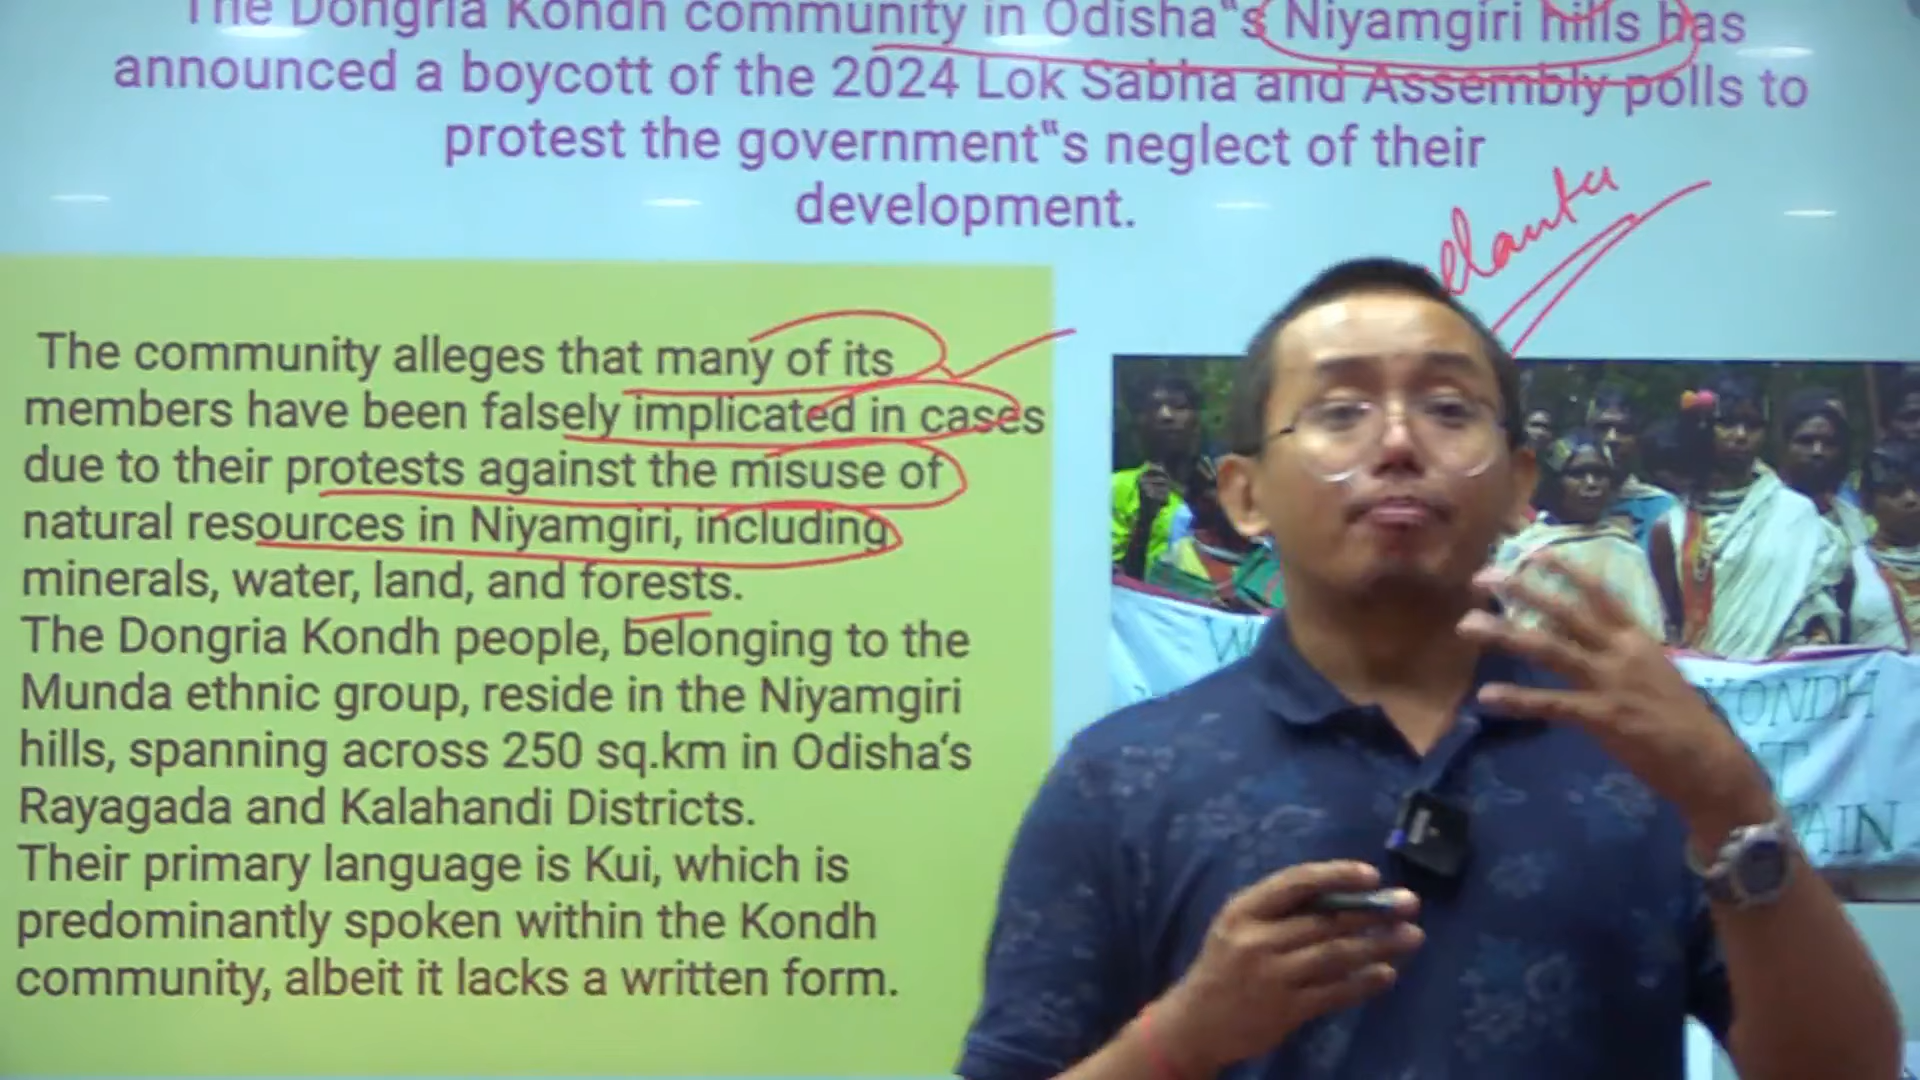 The Dongria Kondh community in Odisha‟s Niyamgiri hills has
announced a boycott of the 2024 Lok Sabha and Assembly polls to
protest the government‟s neglect of their
development.
elanta
The community alleges that many of its
members have been falsely implicated in cases
due to their protests against the misuse of
natural resources in Niyamgiri, including
minerals, water, land, and forests.
The Dongria Kondh people, belonging to the
Munda ethnic group, reside in the Niyamgiri
hills, spanning across 250 sq.km in Odisha‘s
Rayagada and Kalahandi Districts.
Their primary language is Kui, which is
predominantly spoken within the Kondh
community, albeit it lacks a written form.
KONDH